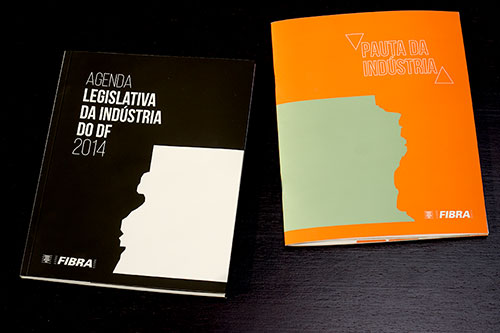 AGENDA
LEGISLATIVA
DA INDÚSTRIA
DO DF
2014
FIBRA
PAUTA DA
INDÚSTRIA
FIBRA